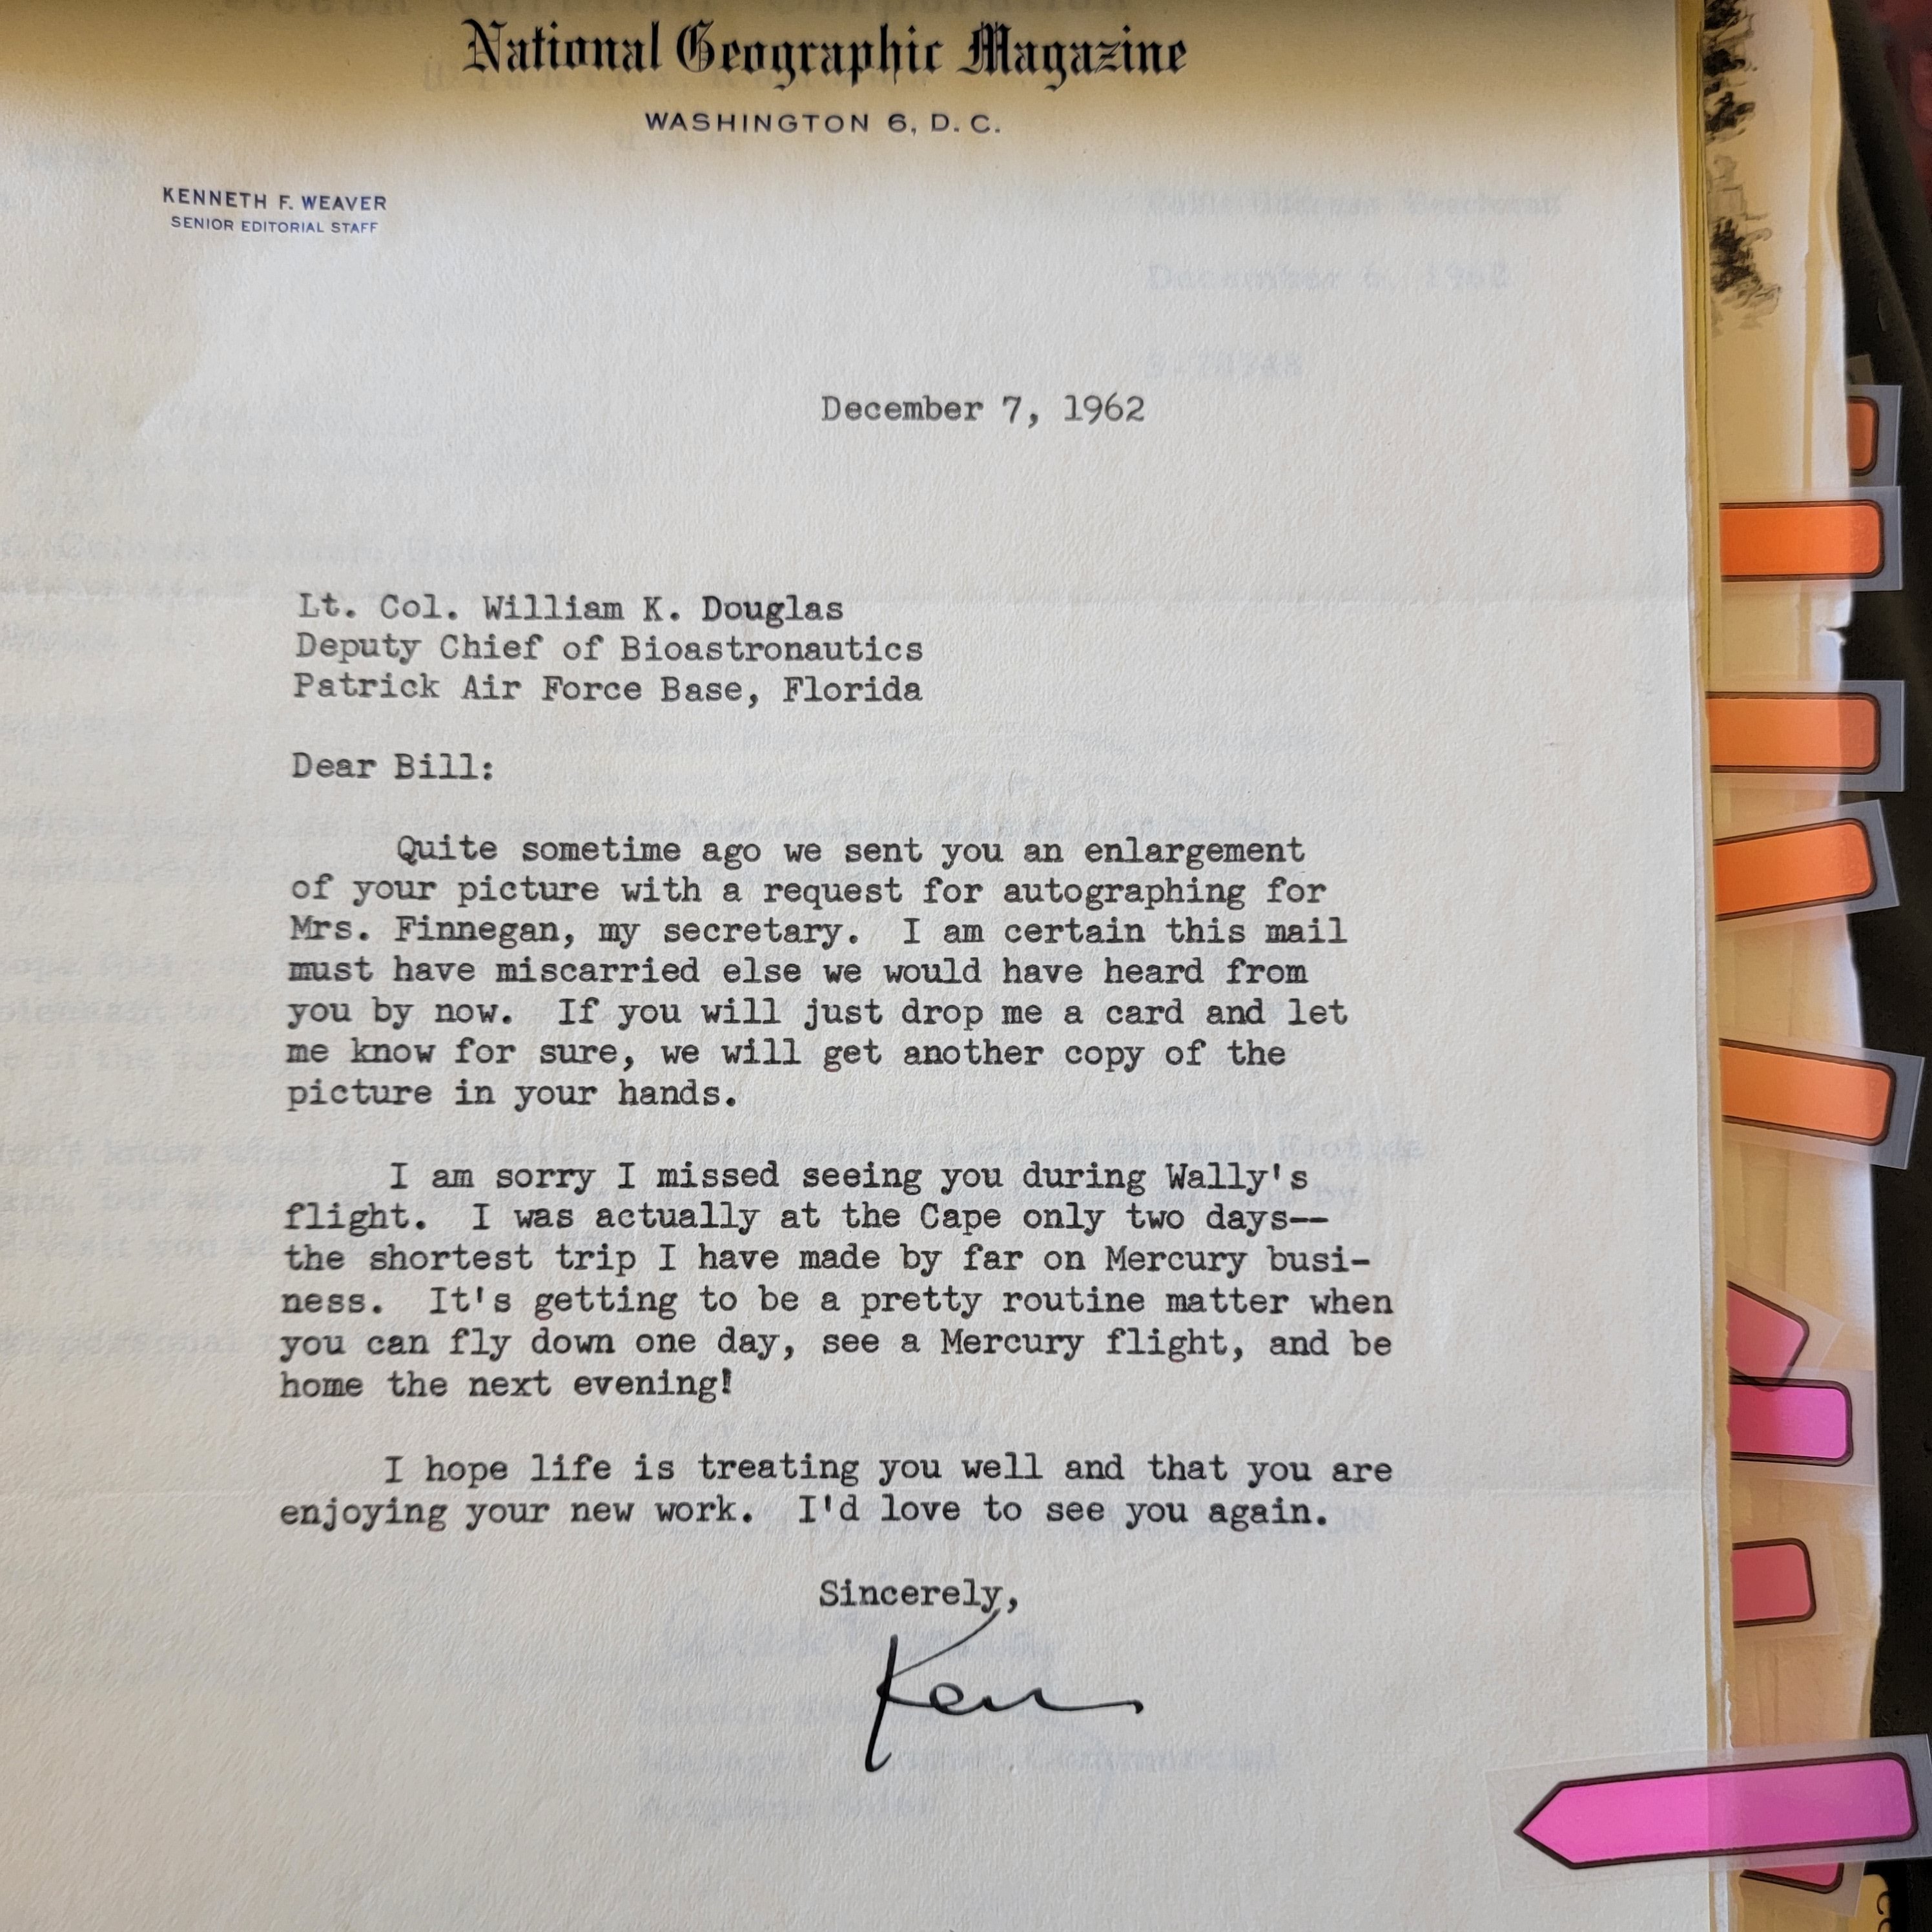 National Geographic Magazine
WASHINGTON 6, D. C.
KENNETH F. WEAVER
SENIOR EDITORIAL STAFF
December 6, 1962
December 7, 1962
Lt. Col. William K. Douglas
Deputy Chief of Bioastronautics
Patrick Air Force Base, Florida
Dear Bill:
Quite sometime ago we sent you an enlargement
of your picture with a request for autographing for
Mrs. Finnegan, my secretary. I am certain this mail
must have miscarried else we would have heard from
you by now. If you will just drop me a card and let
me know for sure, we will get another copy of the
picture in your hands.
I am sorry I missed seeing you during Wally's
flight. I was actually at the Cape only two days--
the shortest trip I have made by far on Mercury busi-
ness. It's getting to be a pretty routine matter when
you can fly down one day, see a Mercury flight, and be
home the next evening!
I hope life is treating you well and that you are
enjoying your new work. I'd love to see you again.
Sincerely,
Ken